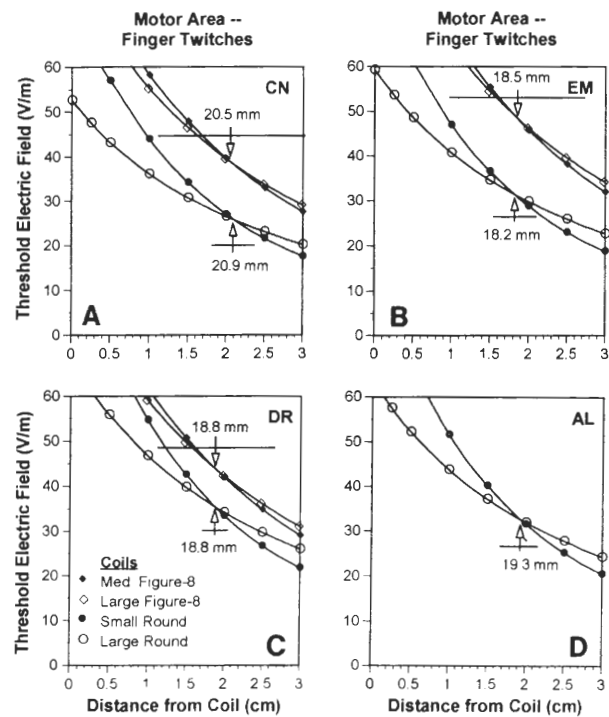 Motor Area --
Finger Twitches
Motor Area --
Finger Twitches
Threshold Electric Field (V/m)
60
50
40
30
20
10
0
CN
20.5 mm
20.9 mm
A
0 0.5 1 1.5 2 2.5 3
60
50
40
30
20
10
0
EM
18.5 mm
18.2 mm
B
0 0.5 1 1.5 2 2.5 3
Threshold Electric Field (V/m)
60
50
40
30
20
10
0
DR
18.8 mm
18.8 mm
Coils
Med Figure-8
Large Figure-8
Small Round
Large Round
C
0 0.5 1 1.5 2 2.5 3
Distance from Coil (cm)
60
50
40
30
20
10
0
AL
19.3 mm
D
0 0.5 1 1.5 2 2.5 3
Distance from Coil (cm)